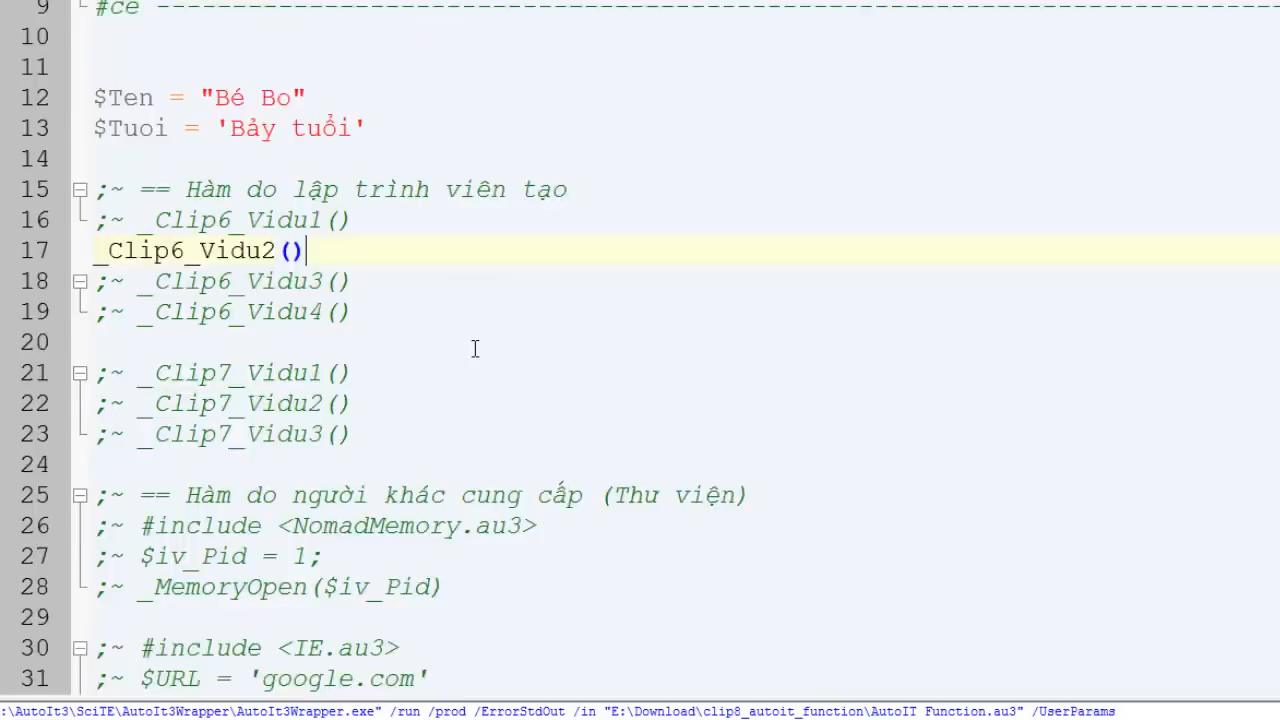 9 #ce ----------------------------------------------------------------------------
10
11
12 $Ten = "Bé Bo"
13 $Tuoi = 'Bảy tuổi'
14
15 ;~ == Hàm do lập trình viên tạo
16 ;~ _Clip6_Vidu1()
17 _Clip6_Vidu2()
18 ;~ _Clip6_Vidu3()
19 ;~ _Clip6_Vidu4()
20
21 ;~ _Clip7_Vidu1()
22 ;~ _Clip7_Vidu2()
23 ;~ _Clip7_Vidu3()
24
25 ;~ == Hàm do người khác cung cấp (Thư viện)
26 ;~ #include <NomadMemory.au3>
27 ;~ $iv_Pid = 1;
28 ;~ _MemoryOpen($iv_Pid)
29
30 ;~ #include <IE.au3>
31 ;~ $URL = 'google.com'
:\AutoIt3\SciTE\AutoIt3Wrapper\AutoIt3Wrapper.exe" /run /prod /ErrorStdOut /in "E:\Download\clip8_autoit_function\AutoIT Function.au3" /UserParams